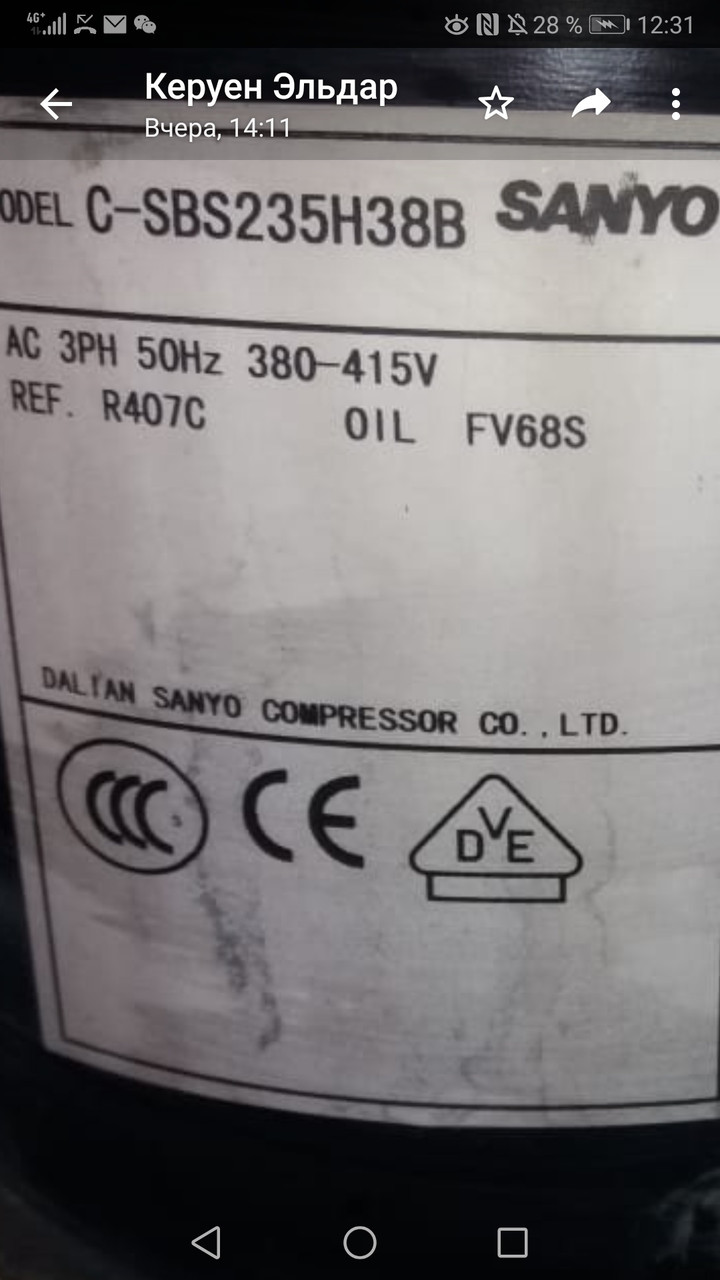 4G+
28 %
12:31
Керуен Эльдар
Вчера, 14:11
ODEL C-SBS235H38B SANYO
AC 3PH 50Hz 380-415V
REF. R407C OIL FV68S
DALIAN SANYO COMPRESSOR CO.,LTD.
CCC CE DVE